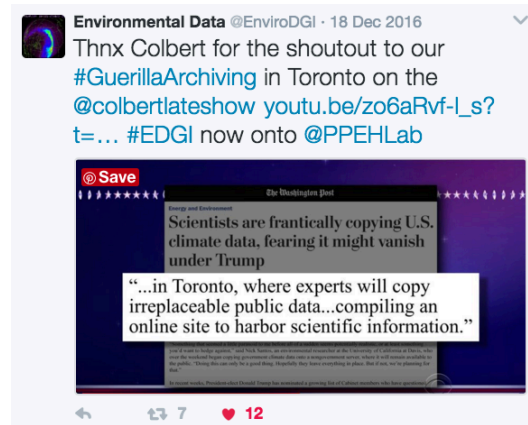 Environmental Data @EnviroDGI · 18 Dec 2016
Thnx Colbert for the shoutout to our
#GuerillaArchiving in Toronto on the
@colbertlateshow youtu.be/zo6aRvf-l_s?
t=... #EDGI now onto @PPEHLab
Save
The Washington Post
Energy and Environment
Scientists are frantically copying U.S.
climate data, fearing it might vanish
under Trump
“...in Toronto, where experts will copy
irreplaceable public data...compiling an
online site to harbor scientific information.”
7 12